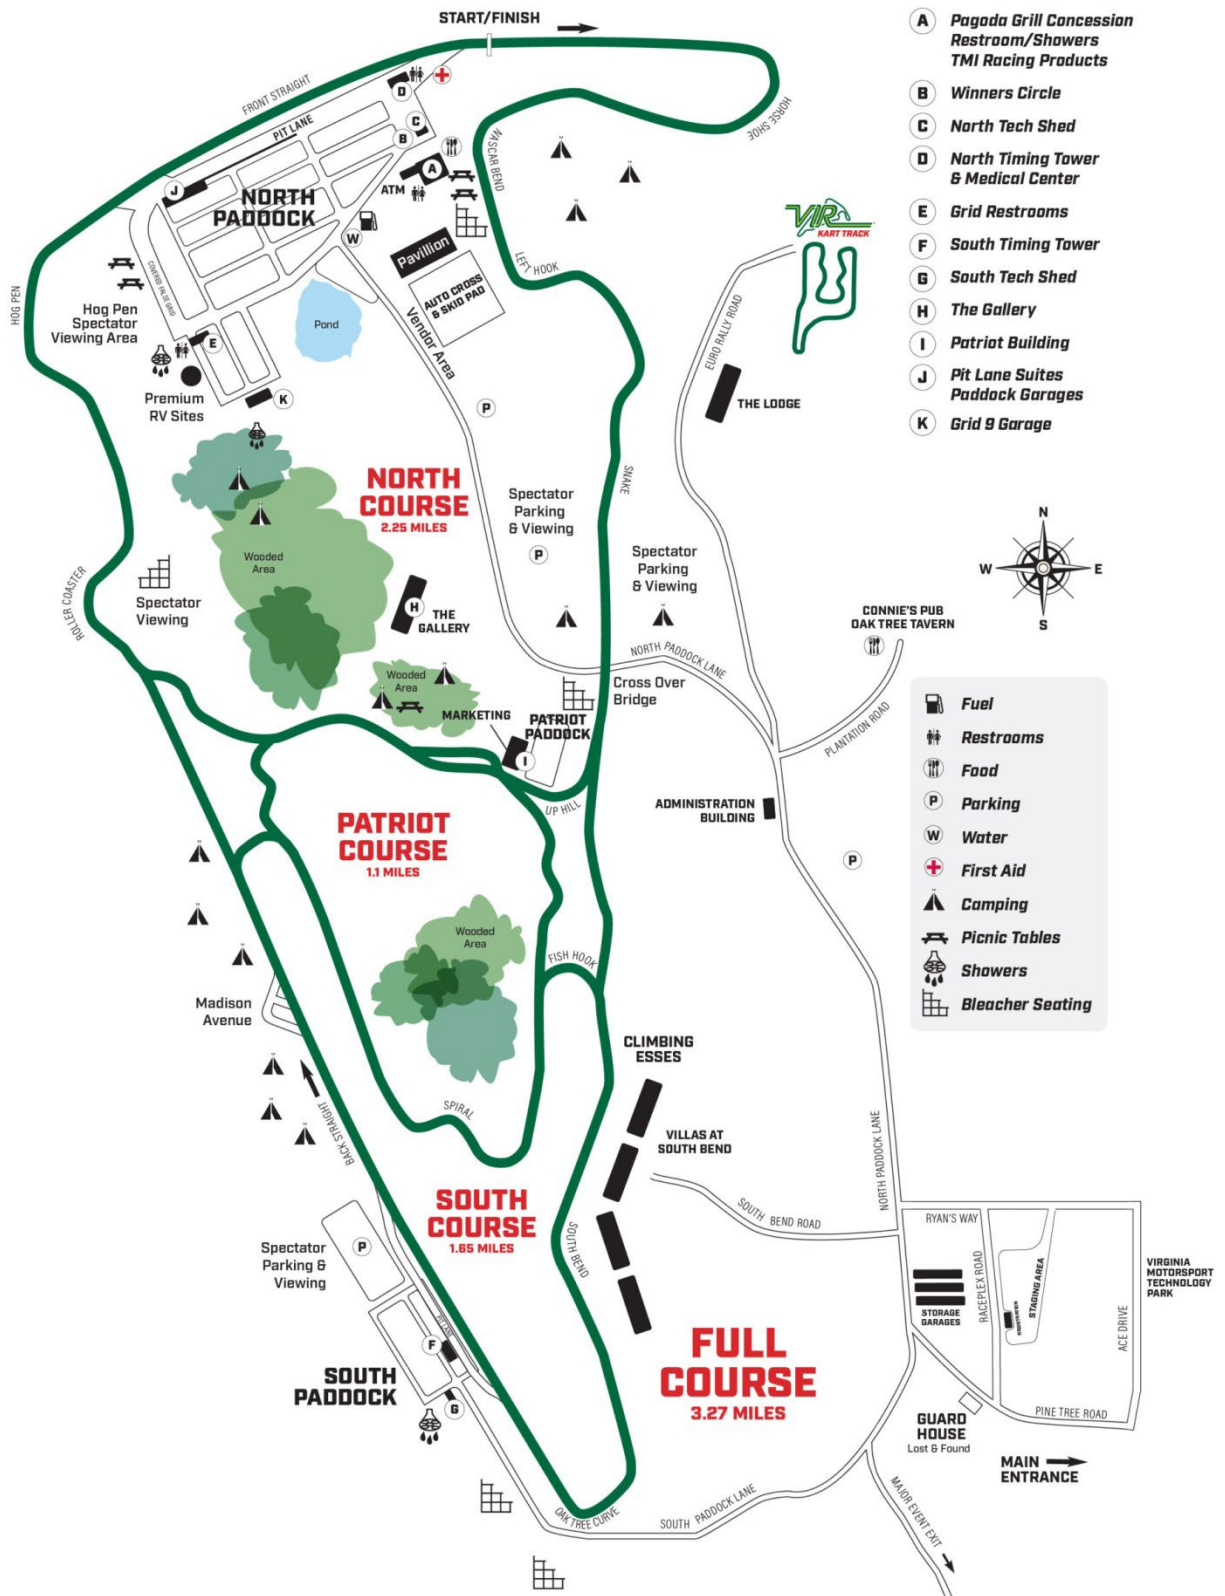 START/FINISH
FRONT STRAIGHT
PIT LANE
HORSE SHOE
NASCAR BEND
D
C
B
A
ATM
J
NORTH
PADDOCK
W
Pavillion
AUTO CROSS
& SKID PAD
LEFT HOOK
VIR
KART TRACK
HOG PEN
COVERED FALSE GRID
Hog Pen
Spectator
Viewing Area
Pond
Vendor Area
EURO RALLY ROAD
E
Premium
RV Sites
K
P
THE LODGE
NORTH
COURSE
2.25 MILES
SNAKE
Spectator
Parking
& Viewing
P
Spectator
Parking
& Viewing
Wooded
Area
ROLLER COASTER
Spectator
Viewing
H
THE
GALLERY
CONNIE'S PUB
OAK TREE TAVERN
NORTH PADDOCK LANE
Cross Over
Bridge
Wooded
Area
MARKETING
PATRIOT
PADDOCK
I
PLANTATION ROAD
UP HILL
ADMINISTRATION
BUILDING
PATRIOT
COURSE
1.1 MILES
P
Wooded
Area
FISH HOOK
Madison
Avenue
CLIMBING
ESSES
SPIRAL
BACK STRAIGHT
VILLAS AT
SOUTH BEND
NORTH PADDOCK LANE
SOUTH
COURSE
1.65 MILES
SOUTH BEND
SOUTH BEND ROAD
RYAN'S WAY
Spectator
Parking &
Viewing
P
RACEPLEX ROAD
STAGING AREA
REGISTRATION
STORAGE
GARAGES
ACE DRIVE
VIRGINIA
MOTORSPORT
TECHNOLOGY
PARK
PIT LANE
F
SOUTH
PADDOCK
G
FULL
COURSE
3.27 MILES
GUARD
HOUSE
Lost & Found
PINE TREE ROAD
MAIN
ENTRANCE
OAK TREE CURVE
SOUTH PADDOCK LANE
MAJOR EVENT EXIT
A Pagoda Grill Concession
Restroom/Showers
TMI Racing Products
B Winners Circle
C North Tech Shed
D North Timing Tower
& Medical Center
E Grid Restrooms
F South Timing Tower
G South Tech Shed
H The Gallery
I Patriot Building
J Pit Lane Suites
Paddock Garages
K Grid 9 Garage
N
W E
S
Fuel
Restrooms
Food
P Parking
W Water
First Aid
Camping
Picnic Tables
Showers
Bleacher Seating